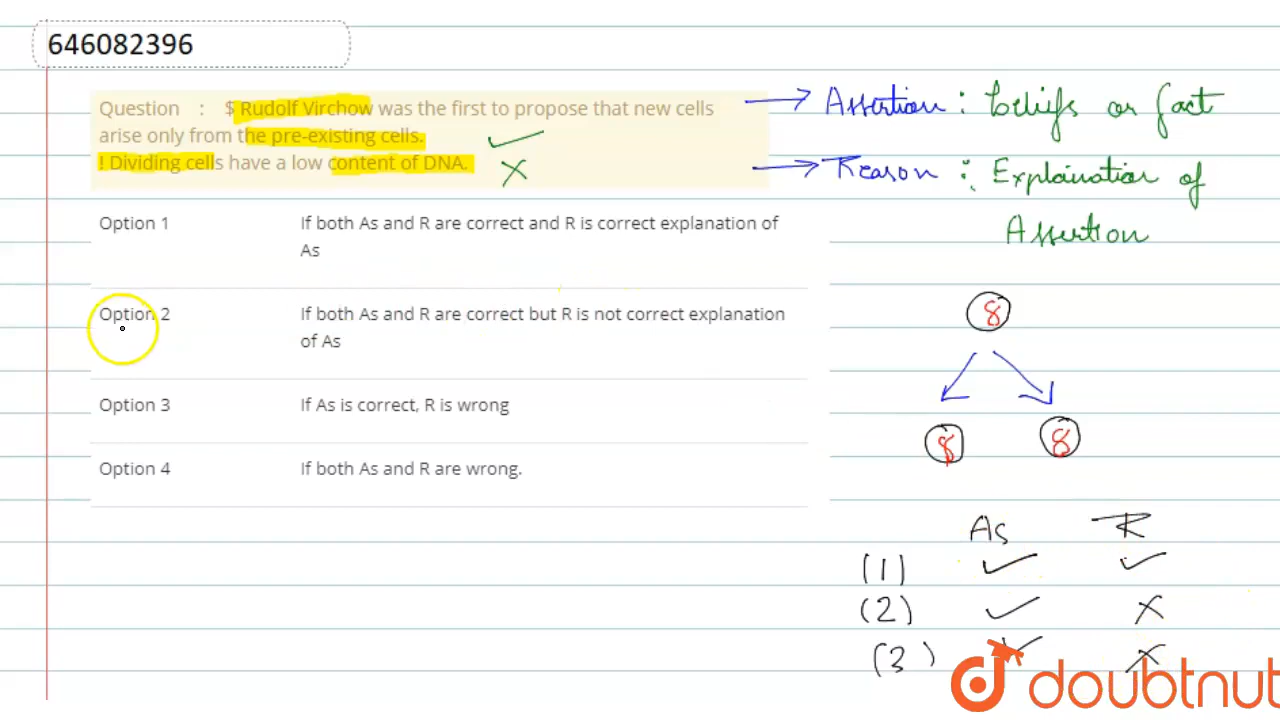 646082396
Question : $ Rudolf Virchow was the first to propose that new cells
arise only from the pre-existing cells.
! Dividing cells have a low content of DNA.
Assertion : beliefs or fact
Reason : Explaination of
Assertion
Option 1 If both As and R are correct and R is correct explanation of
As
Option 2 If both As and R are correct but R is not correct explanation
of As
Option 3 If As is correct, R is wrong
Option 4 If both As and R are wrong.
8
8 8
As R
(1) ✓ ✓
(2) ✓ X
(3) ✓ X
doubtnut